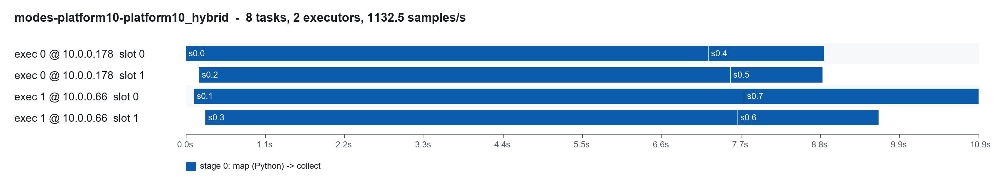 modes-platform10-platform10_hybrid - 8 tasks, 2 executors, 1132.5 samples/s
exec 0 @ 10.0.0.178 slot 0
s0.0
s0.4
exec 0 @ 10.0.0.178 slot 1
s0.2
s0.5
exec 1 @ 10.0.0.66 slot 0
s0.1
s0.7
exec 1 @ 10.0.0.66 slot 1
s0.3
s0.6
0.0s 1.1s 2.2s 3.3s 4.4s 5.5s 6.6s 7.7s 8.8s 9.9s 10.9s
stage 0: map (Python) -> collect